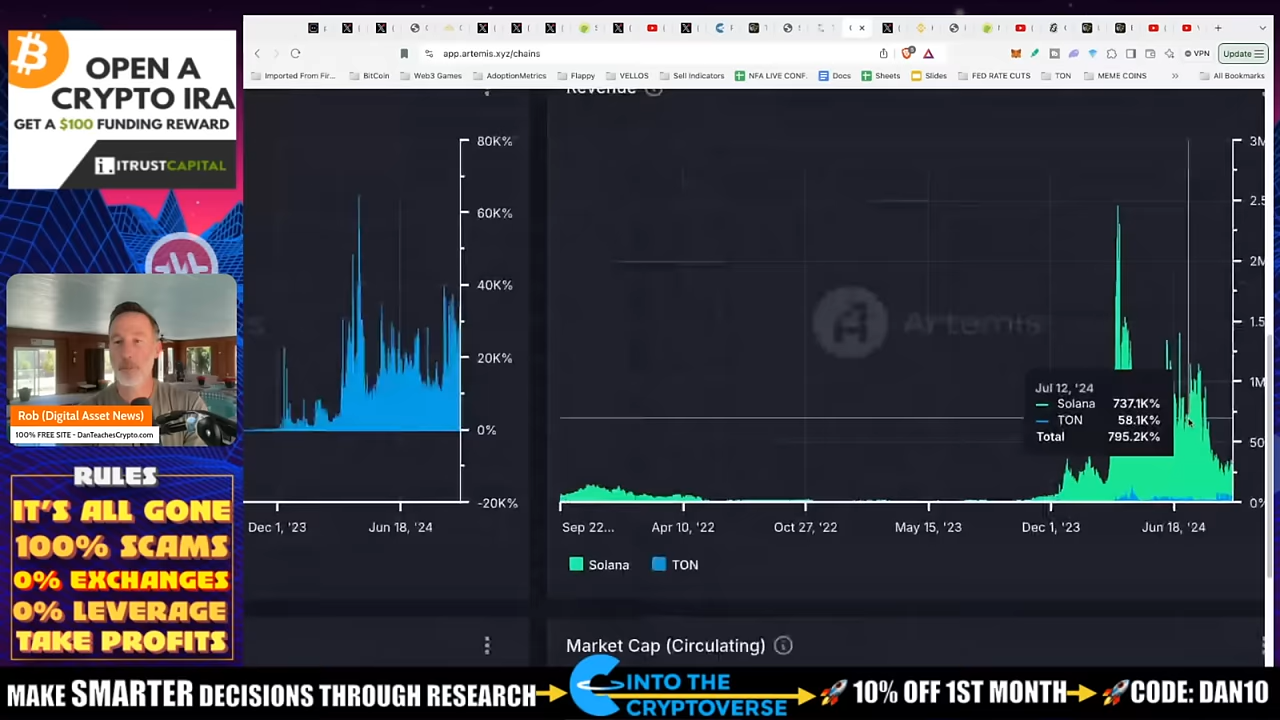 OPEN A
CRYPTO IRA
GET A $100 FUNDING REWARD
ITRUSTCAPITAL
app.artemis.xyz/chains
VPN
Update
Imported From Fir...
BitCoin
Web3 Games
AdoptionMetrics
Flappy
VELLOS
Sell Indicators
NFA LIVE CONF.
Docs
Sheets
Slides
FED RATE CUTS
TON
MEME COINS
»
All Bookmarks
Revenue
80K%
60K%
40K%
20K%
0%
-20K%
Dec 1, '23
Jun 18, '24
Artemis
3M
2.5
2M
1.5
1M
50
0%
Jul 12, '24
Solana 737.1K%
TON 58.1K%
Total 795.2K%
Sep 22...
Apr 10, '22
Oct 27, '22
May 15, '23
Dec 1, '23
Jun 18, '24
Solana
TON
Market Cap (Circulating)
Rob (Digital Asset News)
100% FREE SITE - DanTeachesCrypto.com
RULES
IT'S ALL GONE
100% SCAMS
0% EXCHANGES
0% LEVERAGE
TAKE PROFITS
MAKE SMARTER DECISIONS THROUGH RESEARCH
INTO THE
CRYPTOVERSE
10% OFF 1ST MONTH
CODE: DAN10